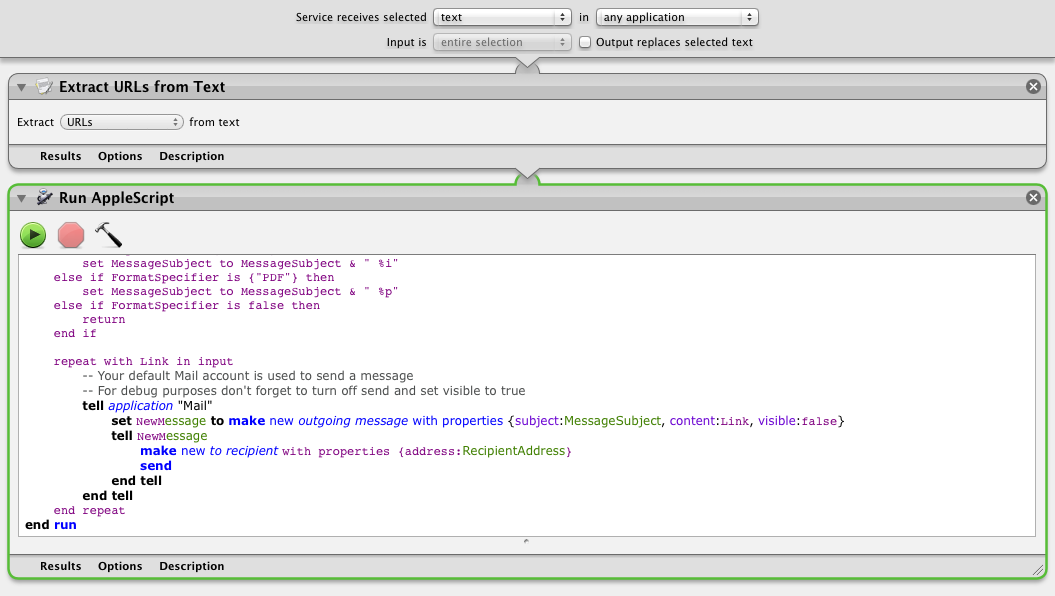 Service receives selected text in any application
Input is entire selection Output replaces selected text
Extract URLs from Text
Extract URLs from text
Results Options Description
Run AppleScript
set MessageSubject to MessageSubject & " %i"
else if FormatSpecifier is {"PDF"} then
set MessageSubject to MessageSubject & " %p"
else if FormatSpecifier is false then
return
end if
repeat with Link in input
-- Your default Mail account is used to send a message
-- For debug purposes don't forget to turn off send and set visible to true
tell application "Mail"
set NewMessage to make new outgoing message with properties {subject:MessageSubject, content:Link, visible:false}
tell NewMessage
make new to recipient with properties {address:RecipientAddress}
send
end tell
end tell
end repeat
end run
Results Options Description